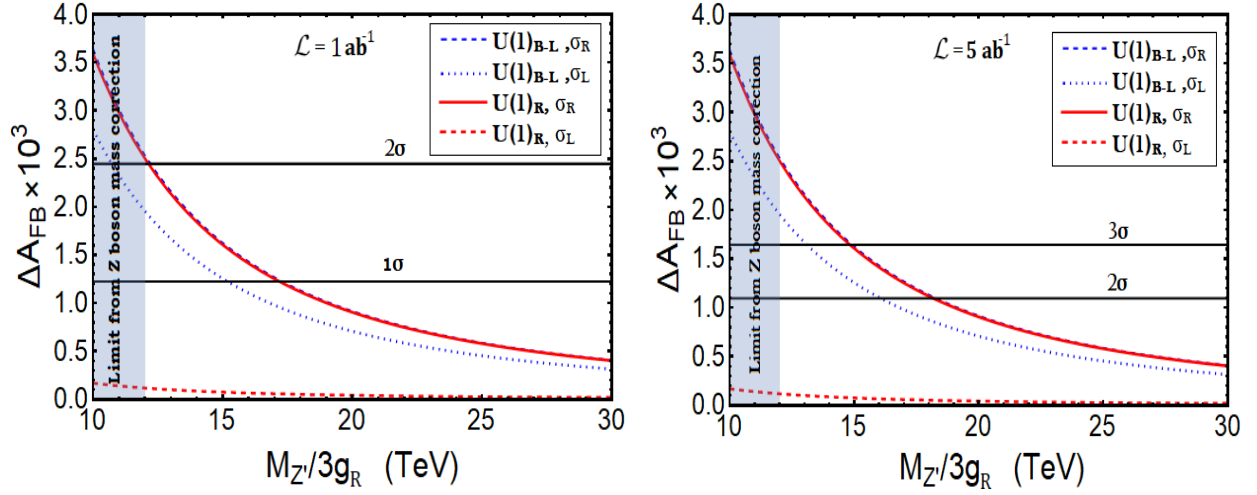 ℒ = 1 ab⁻¹
U(1)B-L ,σR
U(1)B-L ,σL
U(1)R, σR
U(1)R, σL
4.0
3.5
3.0
2.5
2.0
1.5
1.0
0.5
0.0
ΔA_FB × 10³
Limit from Z boson mass correction
2σ
1σ
10
15
20
25
30
M_Z'/3g_R (TeV)
ℒ = 5 ab⁻¹
U(1)B-L ,σR
U(1)B-L ,σL
U(1)R, σR
U(1)R, σL
4.0
3.5
3.0
2.5
2.0
1.5
1.0
0.5
0.0
ΔA_FB × 10³
Limit from Z boson mass correction
3σ
2σ
10
15
20
25
30
M_Z'/3g_R (TeV)